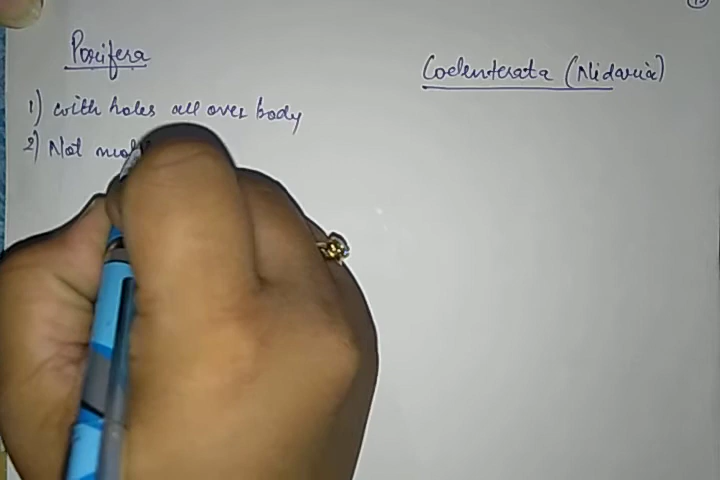 Porifera
Coelenterata (Nidaria)
1) with holes all over body
2) Not